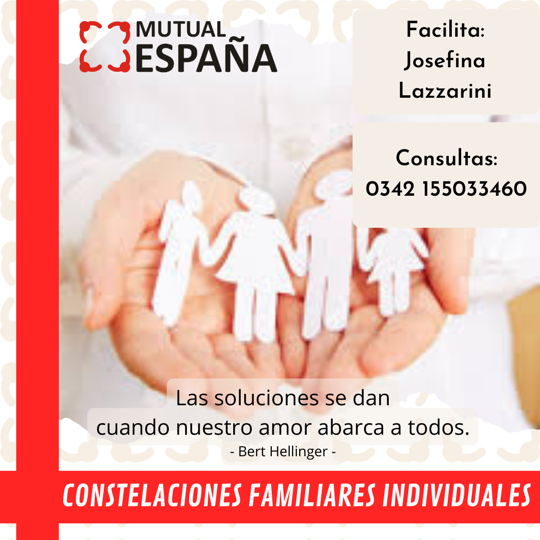 MUTUAL
ESPAÑA
Facilita:
Josefina
Lazzarini
Consultas:
0342 155033460
Las soluciones se dan
cuando nuestro amor abarca a todos.
- Bert Hellinger -
CONSTELACIONES FAMILIARES INDIVIDUALES